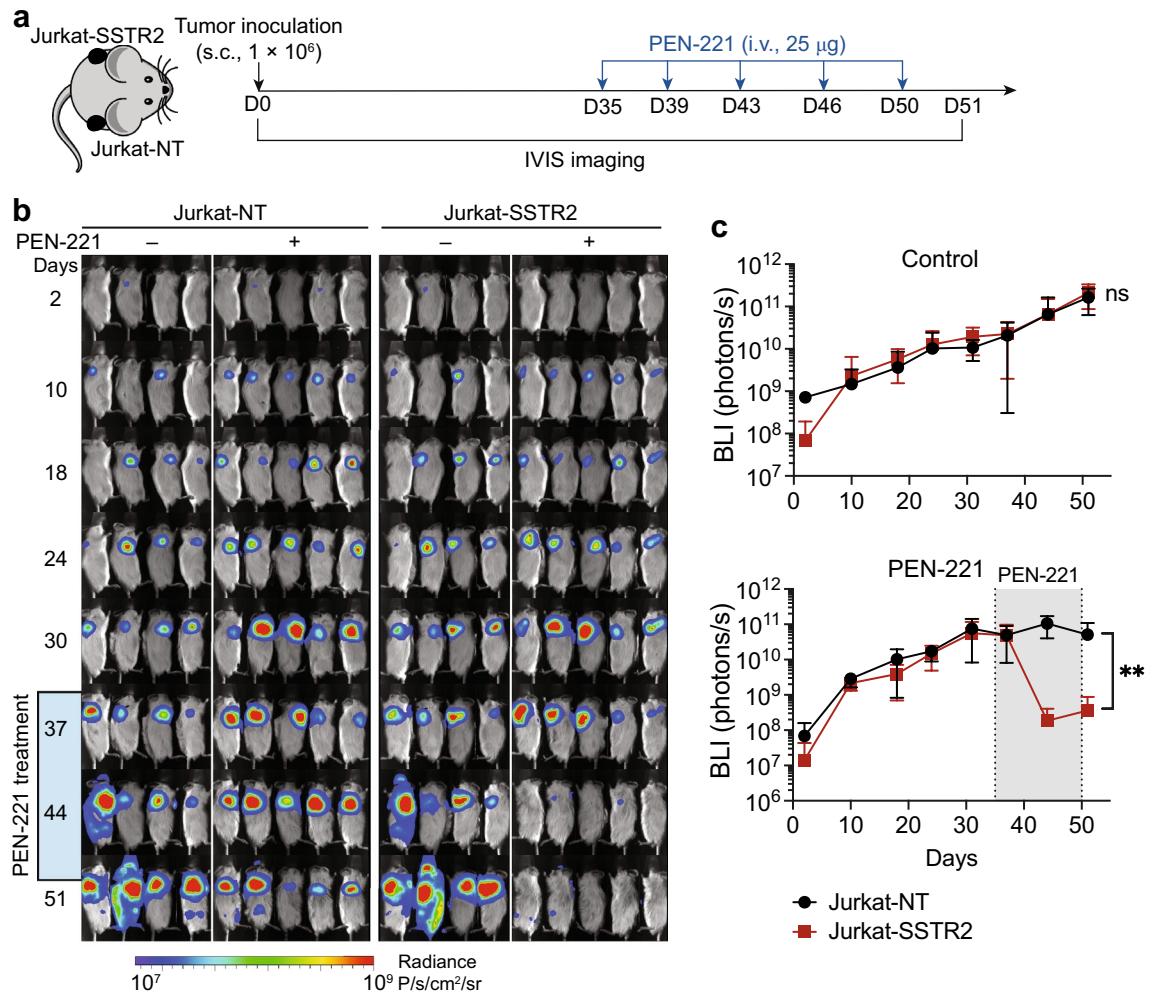 a
Jurkat-SSTR2
Jurkat-NT
Tumor inoculation
(s.c., 1 × 10⁶)
PEN-221 (i.v., 25 µg)
D0
D35
D39
D43
D46
D50
D51
IVIS imaging
b
Jurkat-NT
Jurkat-SSTR2
PEN-221
–
+
–
+
Days
2
10
18
24
30
37
44
51
PEN-221 treatment
10⁷
10⁹
Radiance
P/s/cm²/sr
c
Control
BLI (photons/s)
10¹²
10¹¹
10¹⁰
10⁹
10⁸
10⁷
0 10 20 30 40 50
ns
PEN-221
PEN-221
BLI (photons/s)
10¹²
10¹¹
10¹⁰
10⁹
10⁸
10⁷
10⁶
0 10 20 30 40 50
**
Days
Jurkat-NT
Jurkat-SSTR2